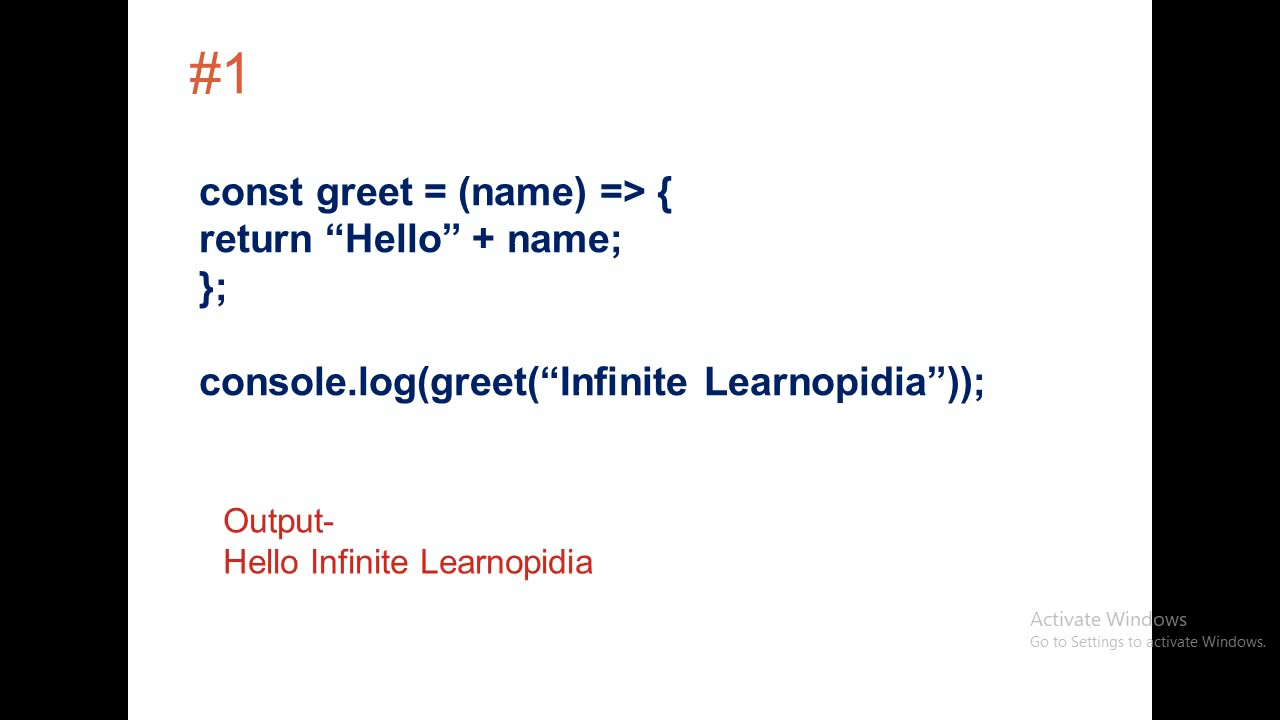 #1
const greet = (name) => {
return “Hello” + name;
};
console.log(greet(“Infinite Learnopidia”));
Output-
Hello Infinite Learnopidia
Activate Windows
Go to Settings to activate Windows.